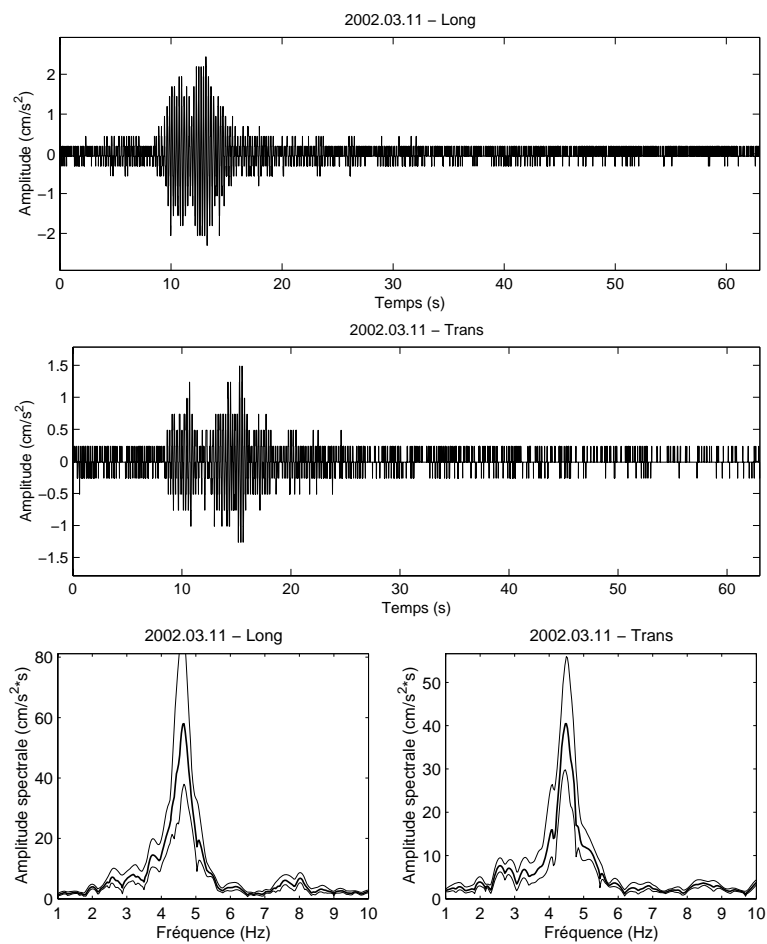 2002.03.11 – Long
Amplitude (cm/s²)
2
1
0
−1
−2
0 10 20 30 40 50 60
Temps (s)
2002.03.11 – Trans
Amplitude (cm/s²)
1.5
1
0.5
0
−0.5
−1
−1.5
0 10 20 30 40 50 60
Temps (s)
2002.03.11 – Long
Amplitude spectrale (cm/s²*s)
80
60
40
20
0
1 2 3 4 5 6 7 8 9 10
Fréquence (Hz)
2002.03.11 – Trans
Amplitude spectrale (cm/s²*s)
50
40
30
20
10
0
1 2 3 4 5 6 7 8 9 10
Fréquence (Hz)